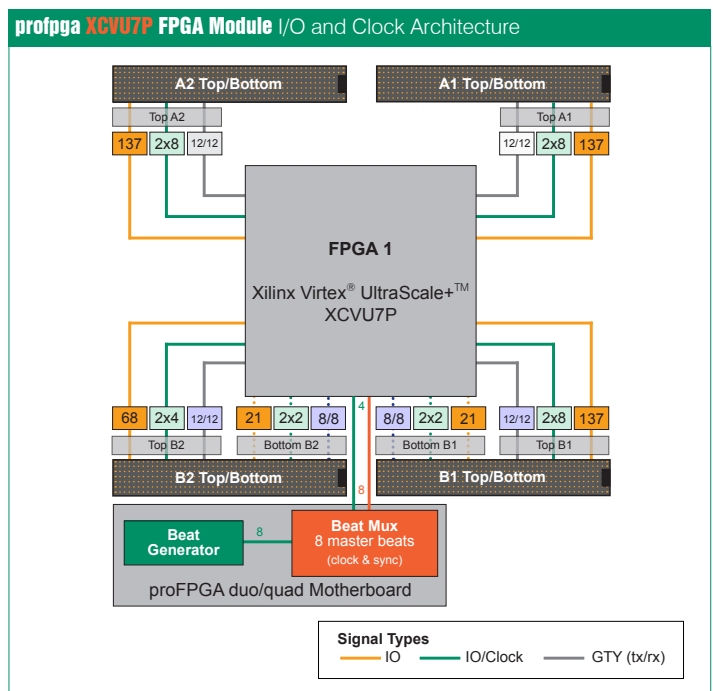 profpga XCVU7P FPGA Module I/O and Clock Architecture
A2 Top/Bottom
A1 Top/Bottom
Top A2
Top A1
137 2x8 12/12
12/12 2x8 137
FPGA 1
Xilinx Virtex® UltraScale+™
XCVU7P
4
68 2x4 12/12
21 2x2 8/8
8/8 2x2 21
12/12 2x8 137
Top B2
Bottom B2
Bottom B1
Top B1
B2 Top/Bottom
B1 Top/Bottom
8
Beat
Generator
8
Beat Mux
8 master beats
(clock & sync)
proFPGA duo/quad Motherboard
Signal Types
IO
IO/Clock
GTY (tx/rx)